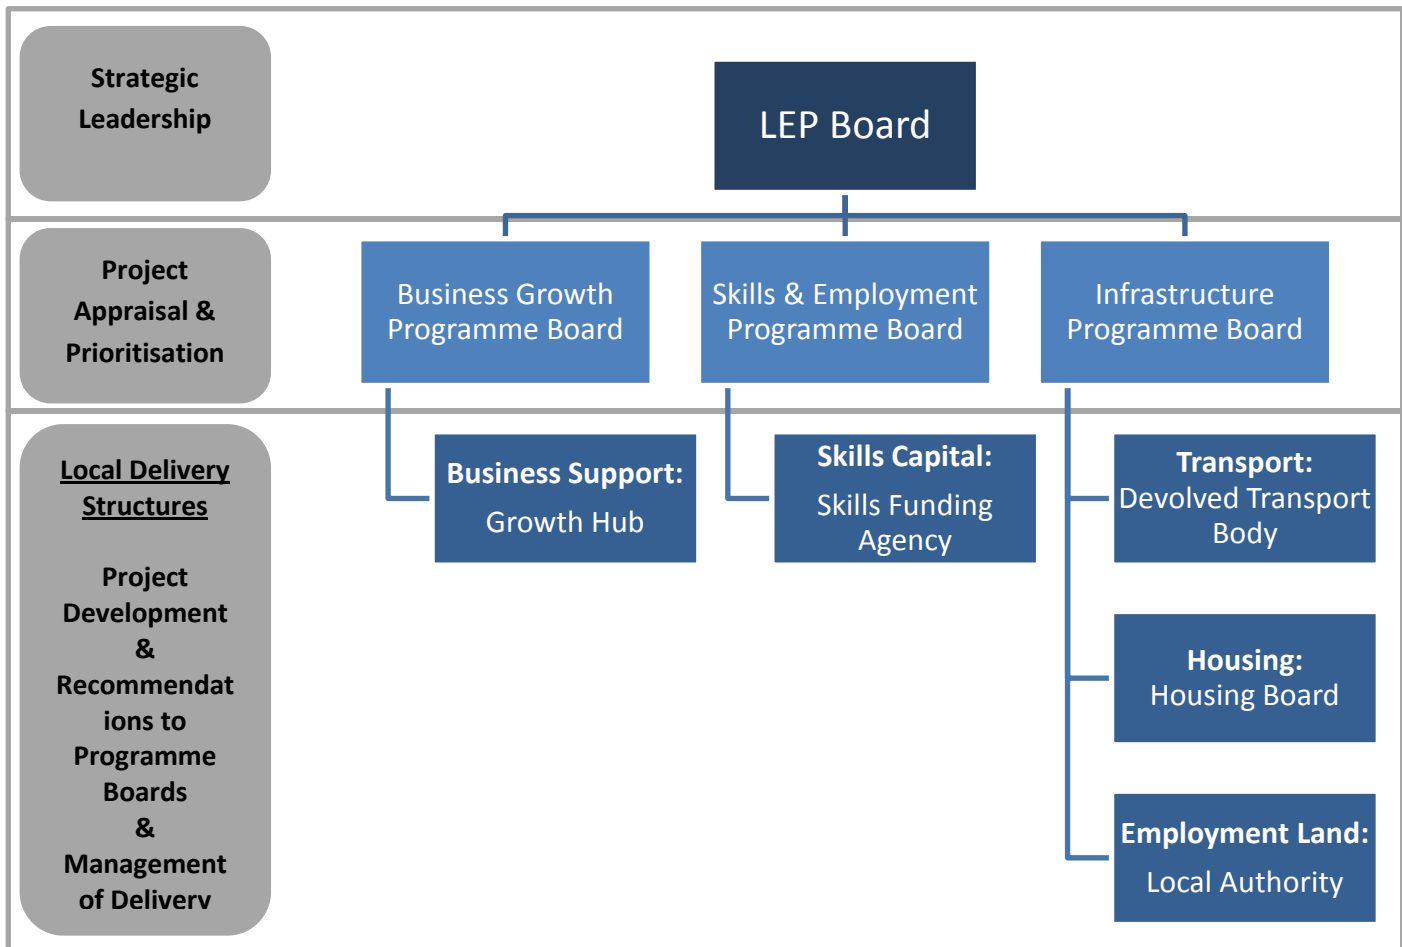 Strategic
Leadership
LEP Board
Project
Appraisal &
Prioritisation
Business Growth
Programme Board
Skills & Employment
Programme Board
Infrastructure
Programme Board
Local Delivery
Structures
Project
Development
&
Recommendat
ions to
Programme
Boards
&
Management
of Delivery
Business Support:
Growth Hub
Skills Capital:
Skills Funding
Agency
Transport:
Devolved Transport
Body
Housing:
Housing Board
Employment Land:
Local Authority